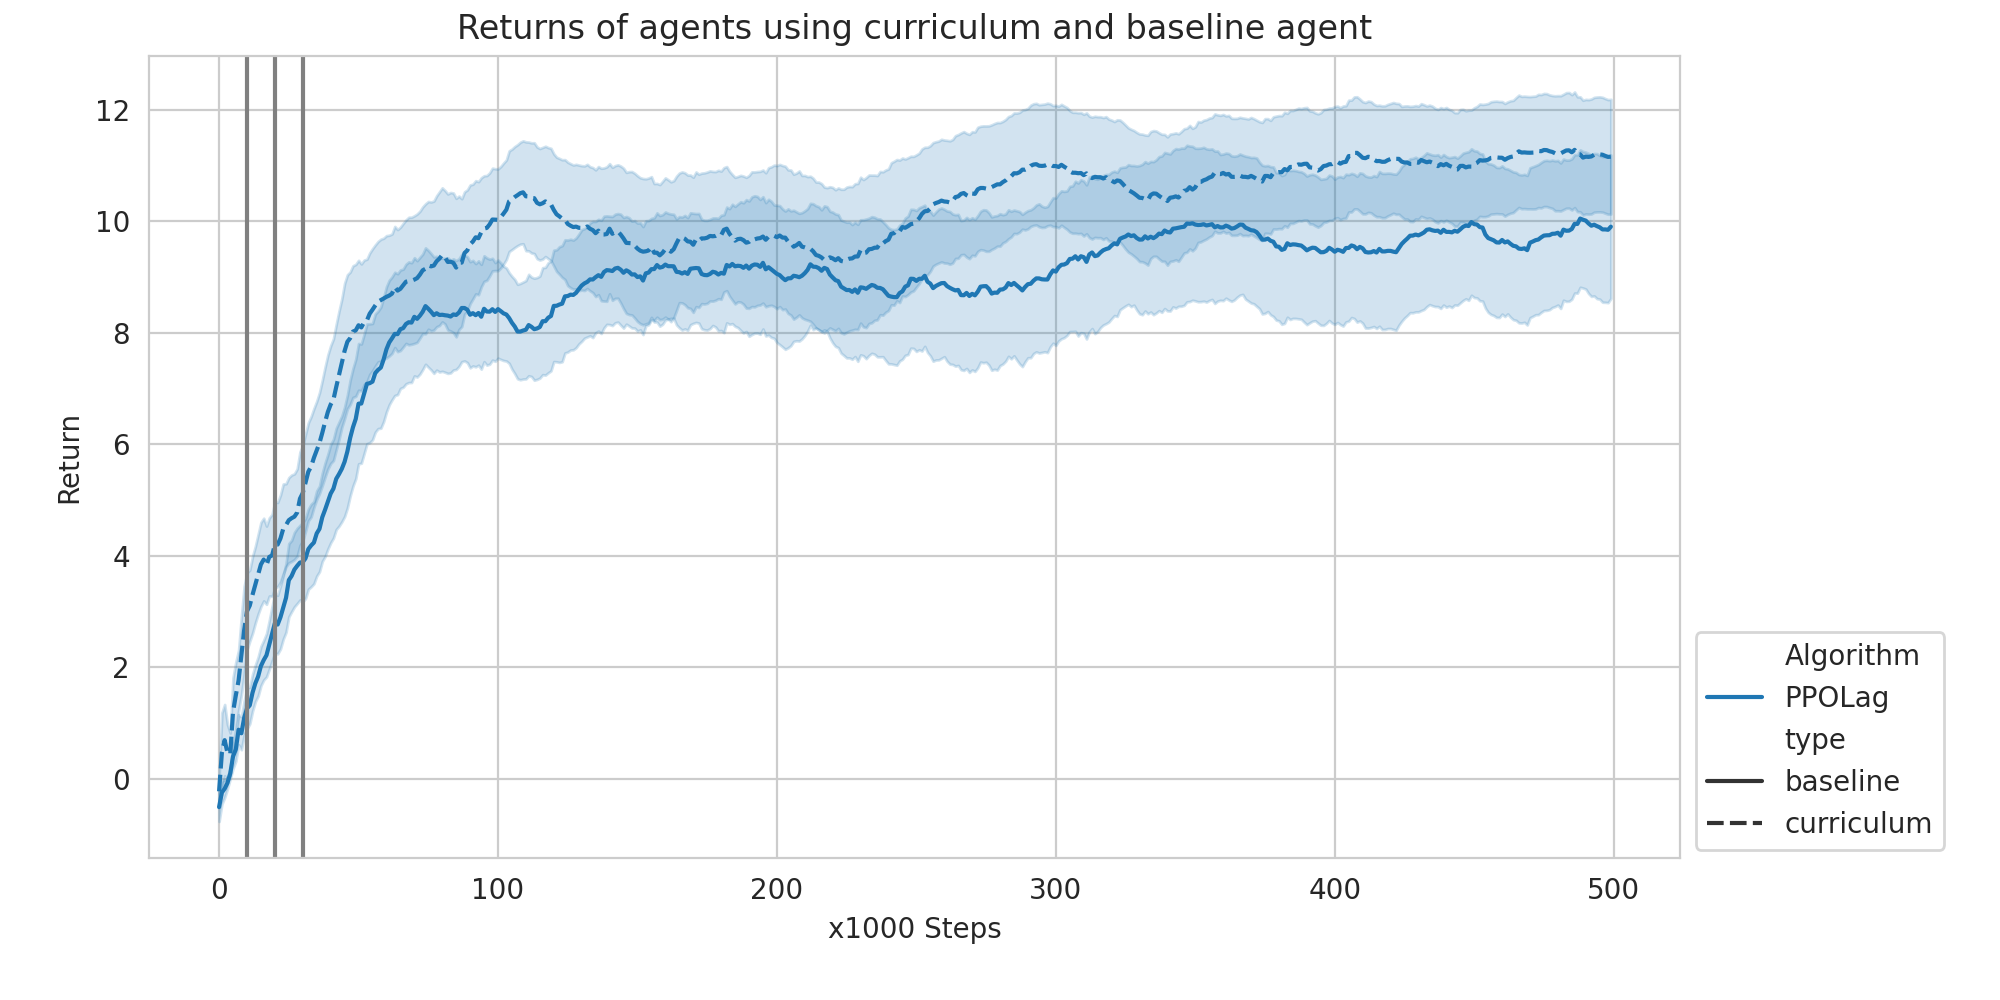 Returns of agents using curriculum and baseline agent
12
10
8
6
4
2
0
Return
0 100 200 300 400 500
x1000 Steps
Algorithm
PPOLag
type
baseline
curriculum